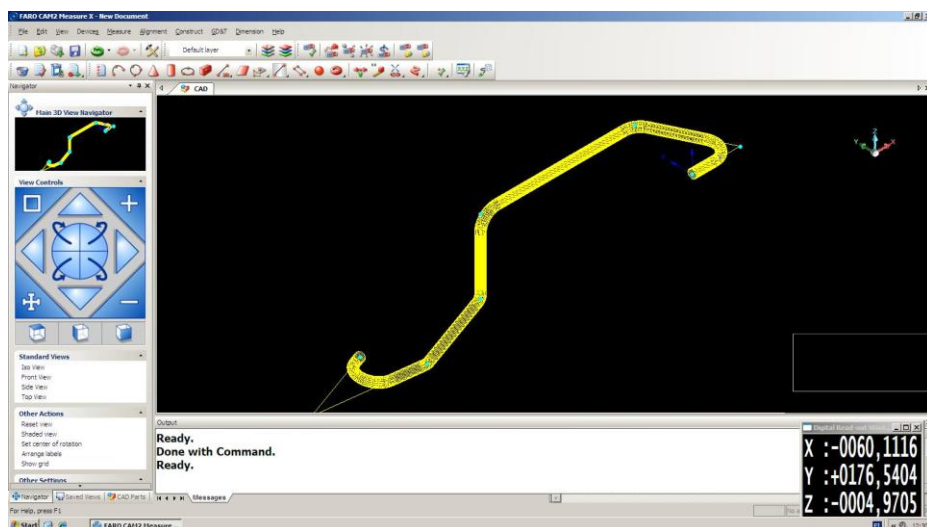 FARO CAM2 Measure X - New Document
File Edit View Devices Measure Alignment Construct GD&T Dimension Help
Default layer
Navigator
CAD
Main 3D View Navigator
View Controls
Standard Views
Iso View
Front View
Side View
Top View
Other Actions
Reset view
Shaded view
Set center of rotation
Arrange labels
Show grid
Other Settings
Navigator Saved Views CAD Parts
For Help, press F1
Z
Y X
Output
Ready.
Done with Command.
Ready.
Messages
Digital Read-out
X :-0060,1116
Y :+0176,5404
Z :-0004,9705
Start
FARO CAM2 Measure...